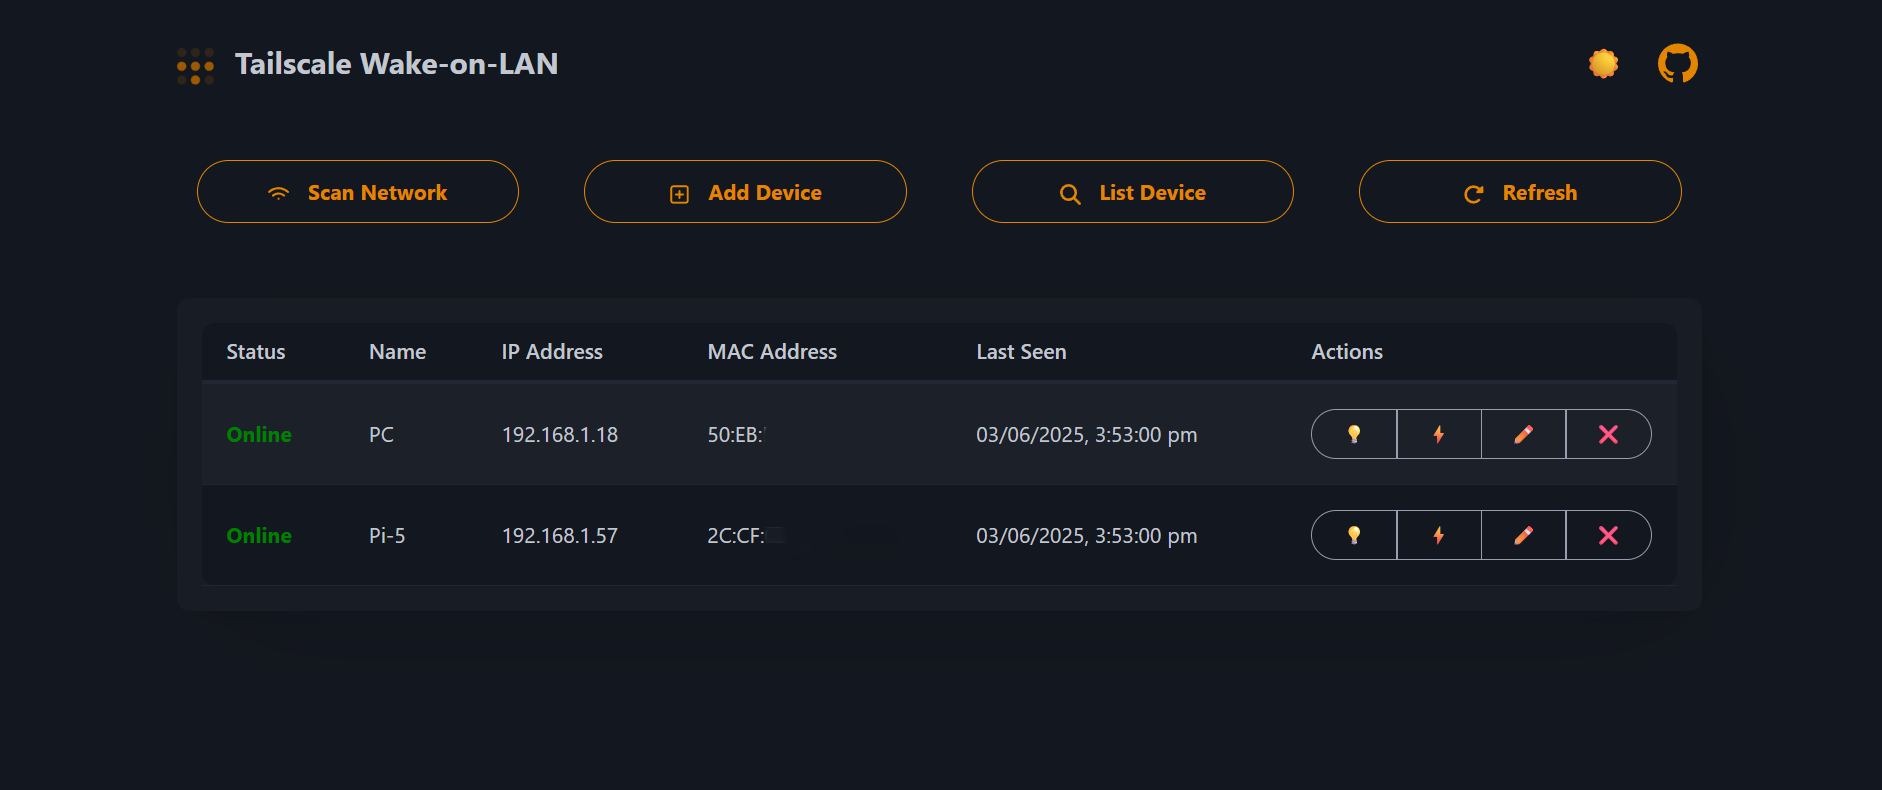 Tailscale Wake-on-LAN
Scan Network Add Device List Device Refresh
Status Name IP Address MAC Address Last Seen Actions
Online PC 192.168.1.18 50:EB: 03/06/2025, 3:53:00 pm
Online Pi-5 192.168.1.57 2C:CF: 03/06/2025, 3:53:00 pm